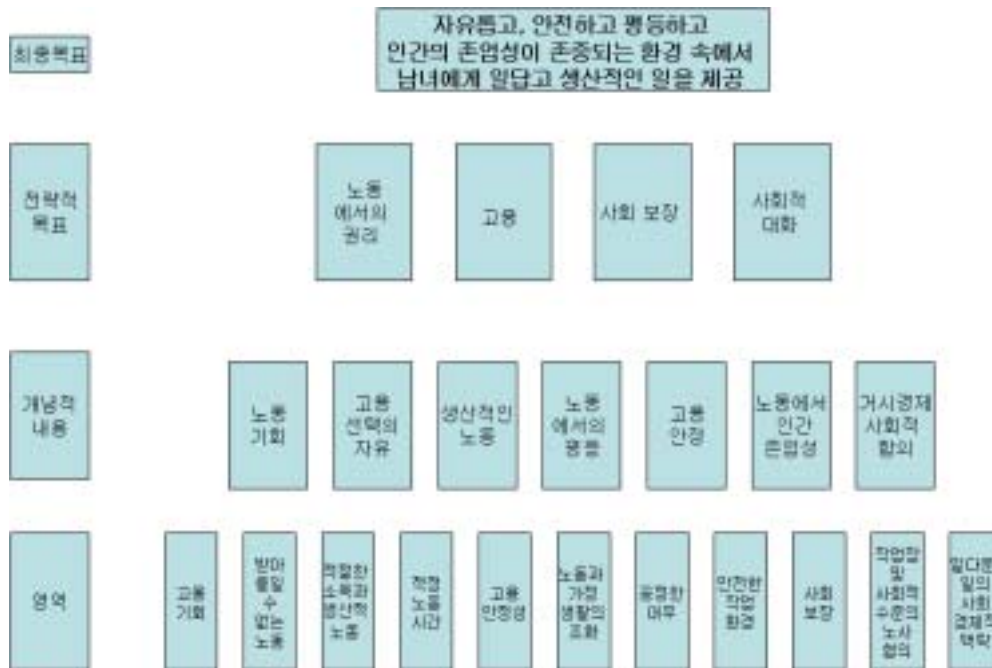 최종목표
자유롭고, 안전하고 평등하고
인간의 존엄성이 존중되는 환경 속에서
남녀에게 일답고 생산적인 일을 제공
전략적
목표
노동
에서의
권리
고용
사회 보장
사회적
대화
개념적
내용
노동
기회
고용
선택의
자유
생산적인
노동
노동
에서의
평등
고용
안정
노동에서
인간
존엄성
거시경제
사회적
합의
영역
고용
기회
받아
들일
수
없는
노동
적절한
소득과
생산적
노동
적정
노동
시간
고용
안정성
노동과
가정
생활의
조화
공정한
대우
안전한
작업
환경
사회
보장
작업장
및
사회적
수준의
노사
협의
일의
사회
경제적
맥락